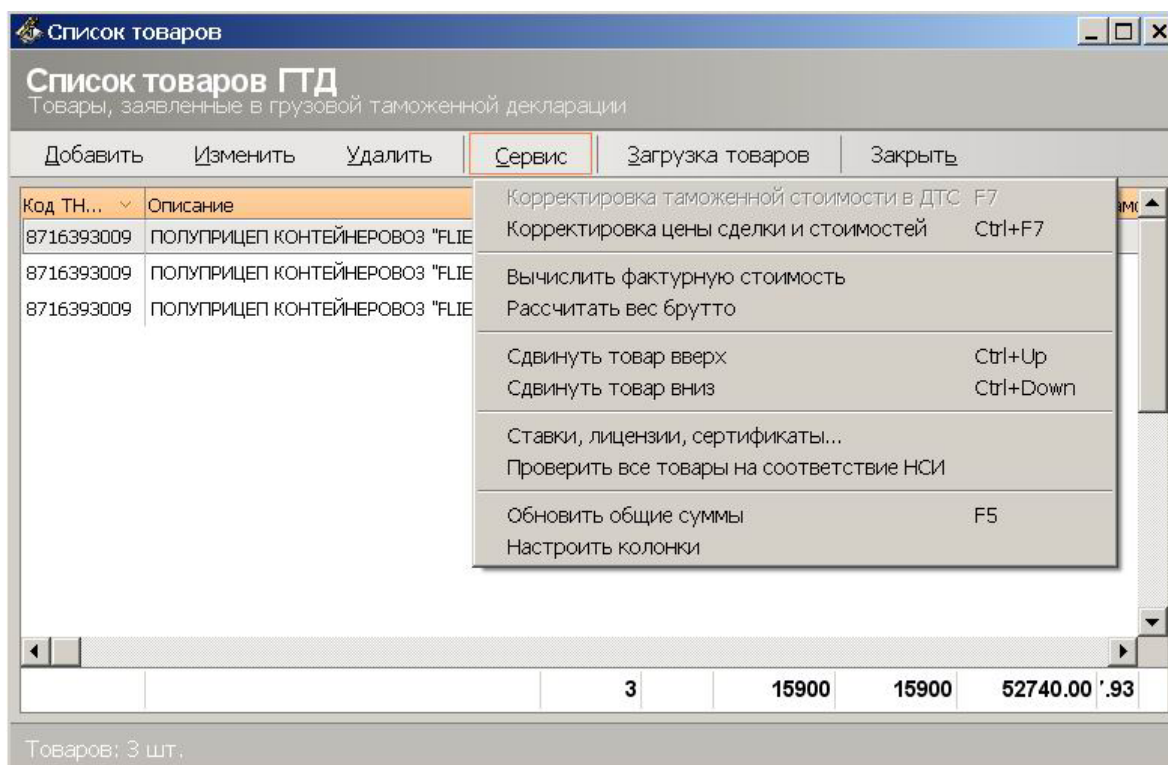 Список товаров
Список товаров ГТД
Товары, заявленные в грузовой таможенной декларации
Добавить Изменить Удалить Сервис Загрузка товаров Закрыть
Код ТН... Описание
Корректировка таможенной стоимости в ДТС F7
8716393009 ПОЛУПРИЦЕП КОНТЕЙНЕРОВОЗ "FLIE
Корректировка цены сделки и стоимостей Ctrl+F7
8716393009 ПОЛУПРИЦЕП КОНТЕЙНЕРОВОЗ "FLIE
Вычислить фактурную стоимость
8716393009 ПОЛУПРИЦЕП КОНТЕЙНЕРОВОЗ "FLIE
Рассчитать вес брутто
Сдвинуть товар вверх Ctrl+Up
Сдвинуть товар вниз Ctrl+Down
Ставки, лицензии, сертификаты...
Проверить все товары на соответствие НСИ
Обновить общие суммы F5
Настроить колонки
3 15900 15900 52740.00 .93
Товаров: 3 шт.